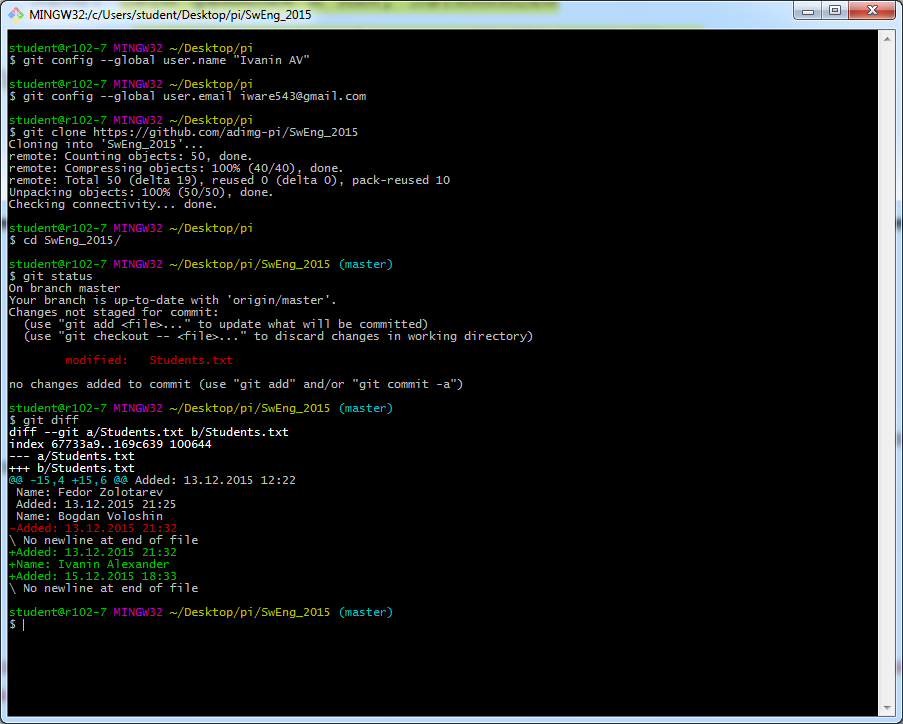 MINGW32:/c/Users/student/Desktop/pi/SwEng_2015
student@r102-7 MINGW32 ~/Desktop/pi
$ git config --global user.name "Ivanin AV"
student@r102-7 MINGW32 ~/Desktop/pi
$ git config --global user.email iware543@gmail.com
student@r102-7 MINGW32 ~/Desktop/pi
$ git clone https://github.com/adimg-pi/SwEng_2015
Cloning into 'SwEng_2015'...
remote: Counting objects: 50, done.
remote: Compressing objects: 100% (40/40), done.
remote: Total 50 (delta 19), reused 0 (delta 0), pack-reused 10
Unpacking objects: 100% (50/50), done.
Checking connectivity... done.
student@r102-7 MINGW32 ~/Desktop/pi
$ cd SwEng_2015/
student@r102-7 MINGW32 ~/Desktop/pi/SwEng_2015 (master)
$ git status
On branch master
Your branch is up-to-date with 'origin/master'.
Changes not staged for commit:
  (use "git add <file>..." to update what will be committed)
  (use "git checkout -- <file>..." to discard changes in working directory)
        modified:   Students.txt
no changes added to commit (use "git add" and/or "git commit -a")
student@r102-7 MINGW32 ~/Desktop/pi/SwEng_2015 (master)
$ git diff
diff --git a/Students.txt b/Students.txt
index 67733a9..169c639 100644
--- a/Students.txt
+++ b/Students.txt
@@ -15,4 +15,6 @@ Added: 13.12.2015 12:22
 Name: Fedor Zolotarev
 Added: 13.12.2015 21:25
 Name: Bogdan Voloshin
-Added: 13.12.2015 21:32
\ No newline at end of file
+Added: 13.12.2015 21:32
+Name: Ivanin Alexander
+Added: 15.12.2015 18:33
\ No newline at end of file
student@r102-7 MINGW32 ~/Desktop/pi/SwEng_2015 (master)
$